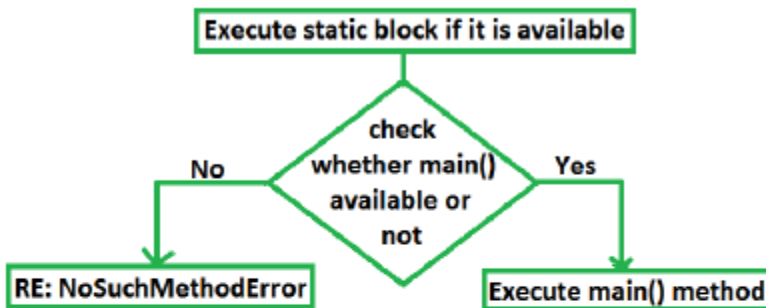 Execute static block if it is available
check
whether main()
available or
not
No
Yes
RE: NoSuchMethodError
Execute main() method